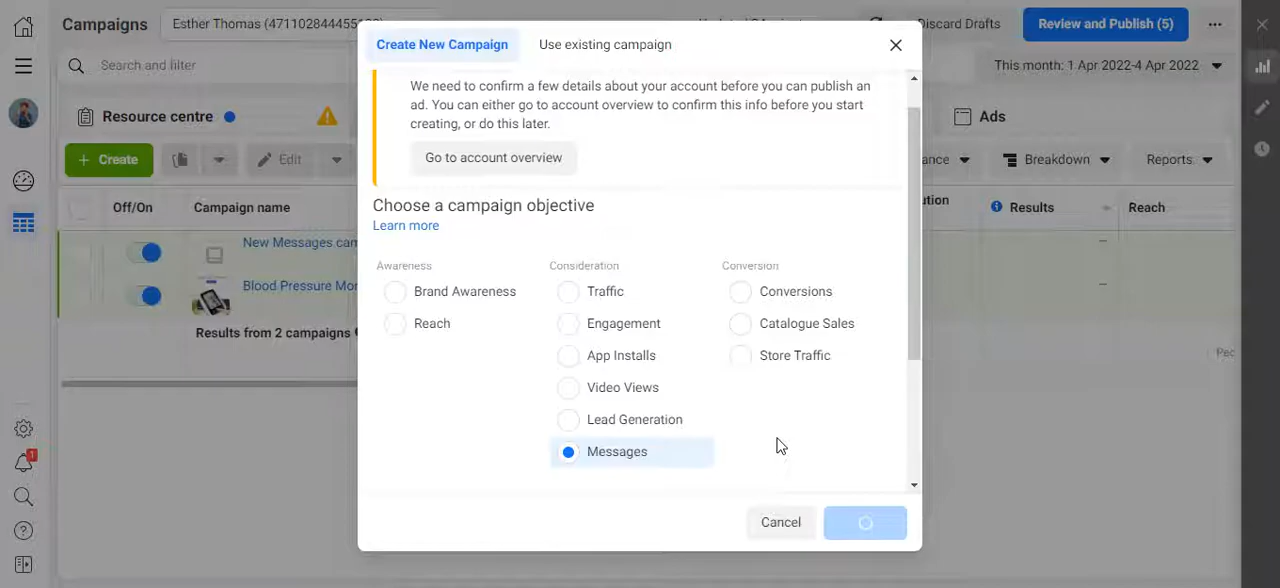 Campaigns
Esther Thomas
Discard Drafts
Review and Publish (5)
Create New Campaign
Use existing campaign
Search and filter
This month: 1 Apr 2022-4 Apr 2022
We need to confirm a few details about your account before you can publish an
ad. You can either go to account overview to confirm this info before you start
creating, or do this later.
Go to account overview
Resource centre
Ads
+ Create
Edit
Breakdown
Reports
Off/On
Campaign name
Results
Reach
Choose a campaign objective
Learn more
New Messages cam
Blood Pressure Mor
Results from 2 campaigns
Awareness
Brand Awareness
Reach
Consideration
Traffic
Engagement
App Installs
Video Views
Lead Generation
Messages
Conversion
Conversions
Catalogue Sales
Store Traffic
1
Cancel